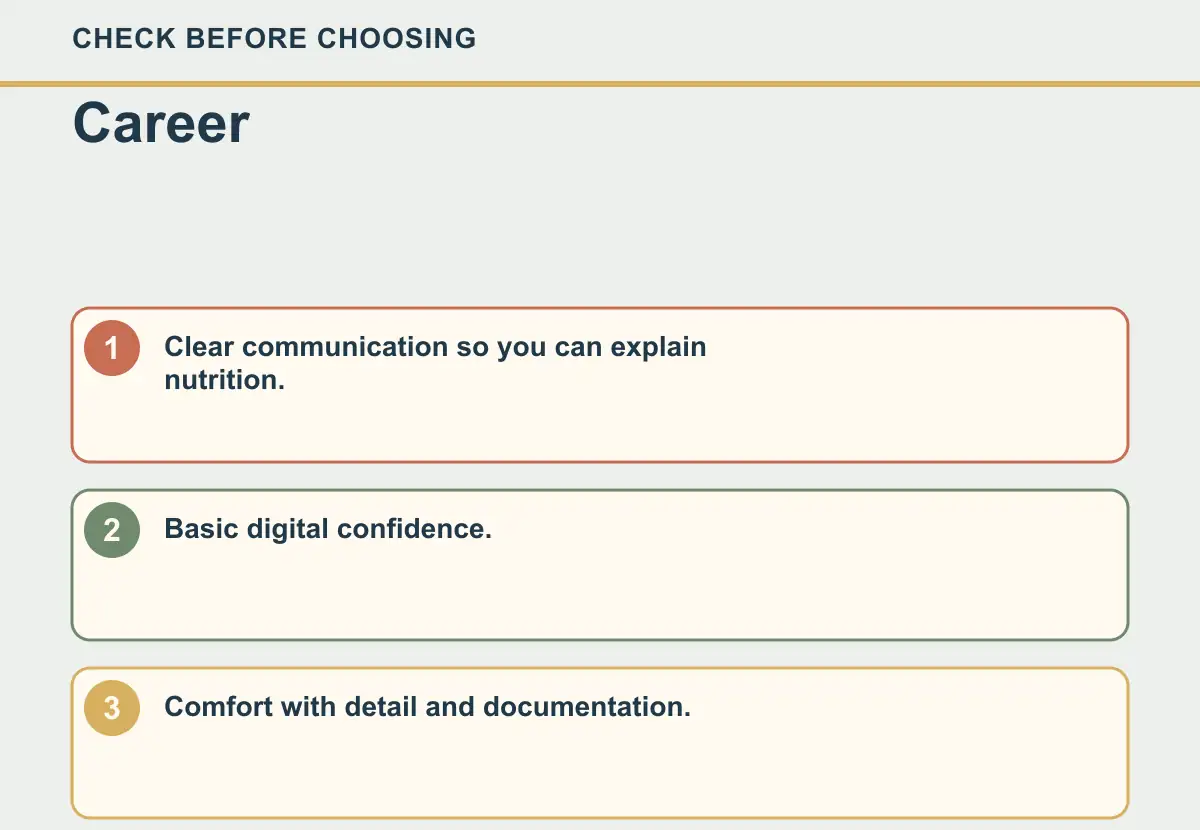 CHECK BEFORE CHOOSING
Career
1
Clear communication so you can explain
nutrition.
2
Basic digital confidence.
3
Comfort with detail and documentation.